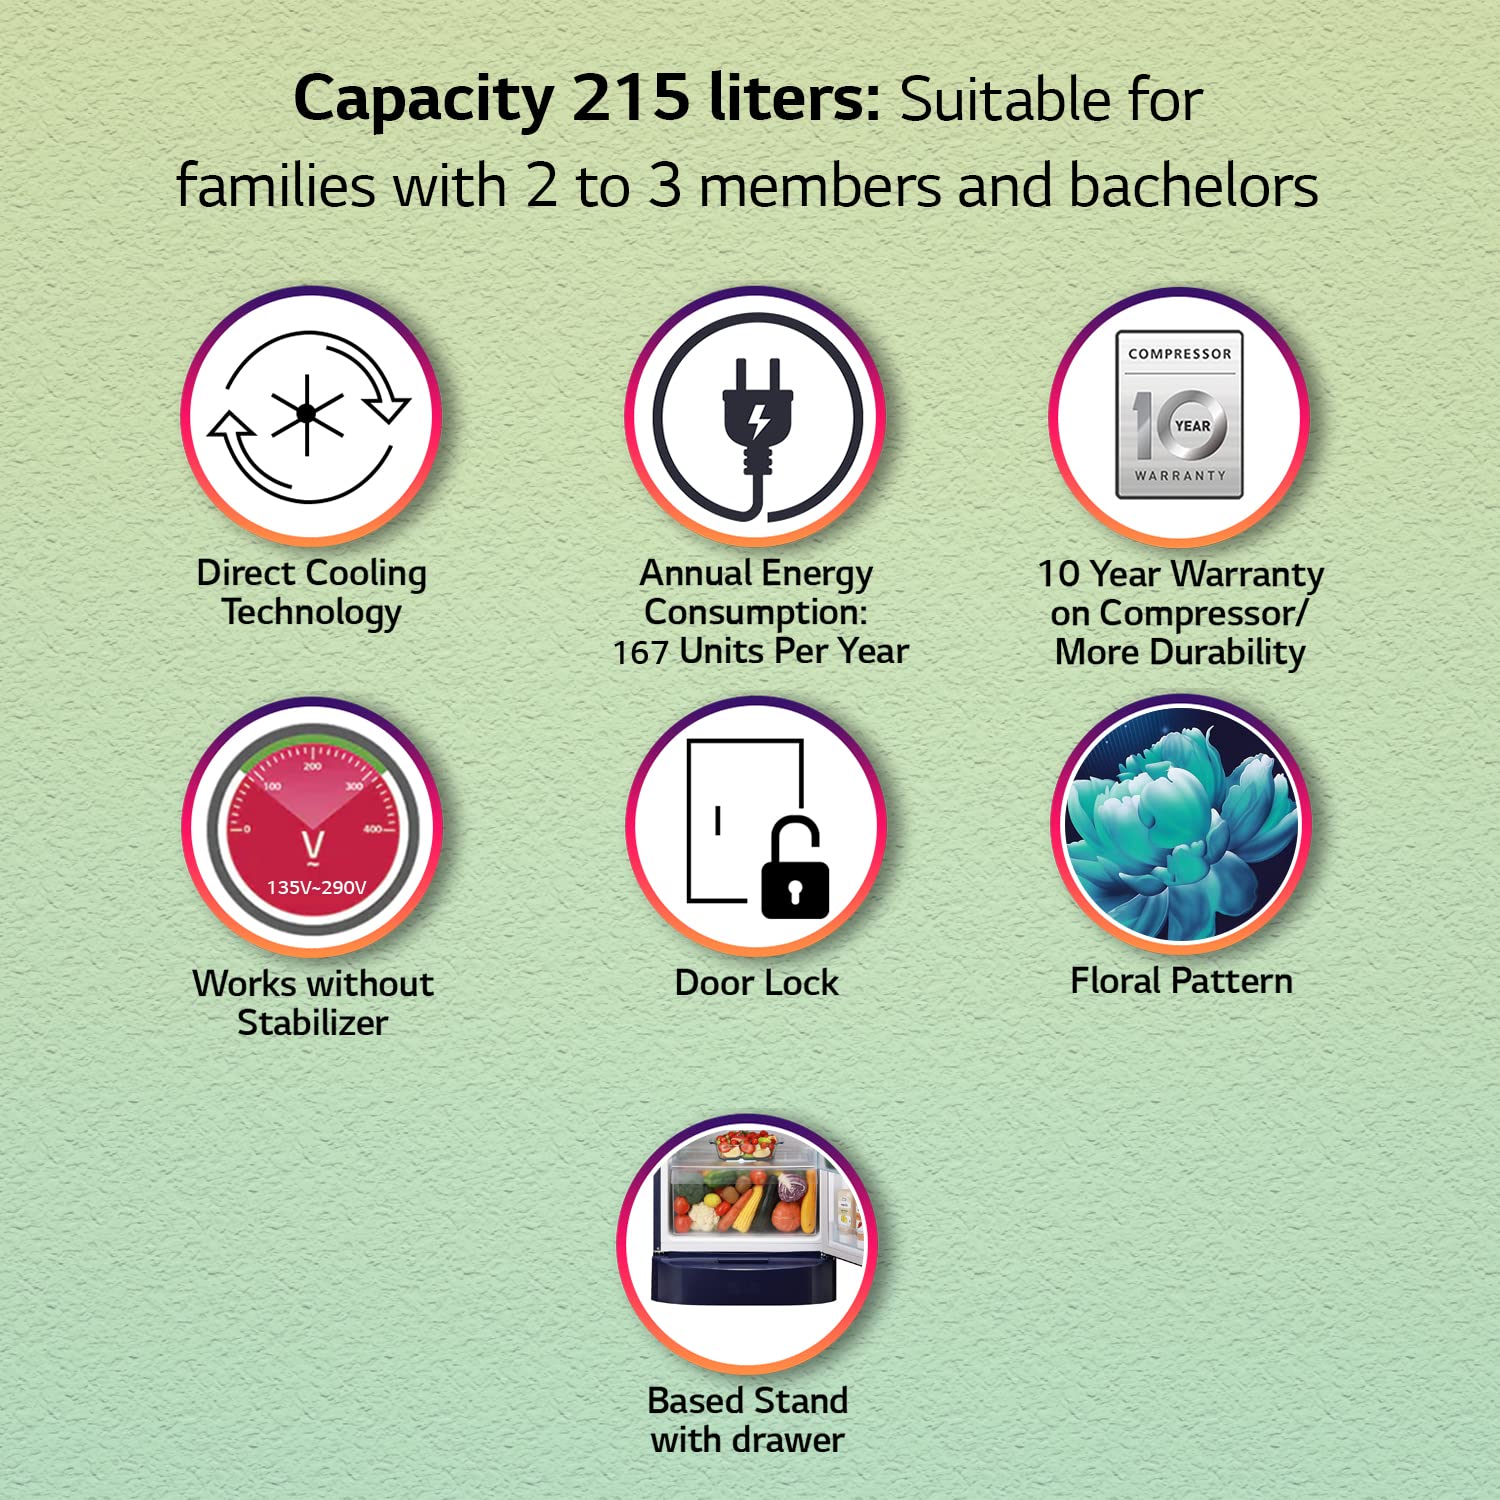 Capacity 215 liters: Suitable for
families with 2 to 3 members and bachelors
COMPRESSOR
10 YEAR
WARRANTY
Direct Cooling
Technology
Annual Energy
Consumption:
167 Units Per Year
10 Year Warranty
on Compressor/
More Durability
200
100
300
0
400
V
~
135V~290V
Works without
Stabilizer
Door Lock
Floral Pattern
Based Stand
with drawer